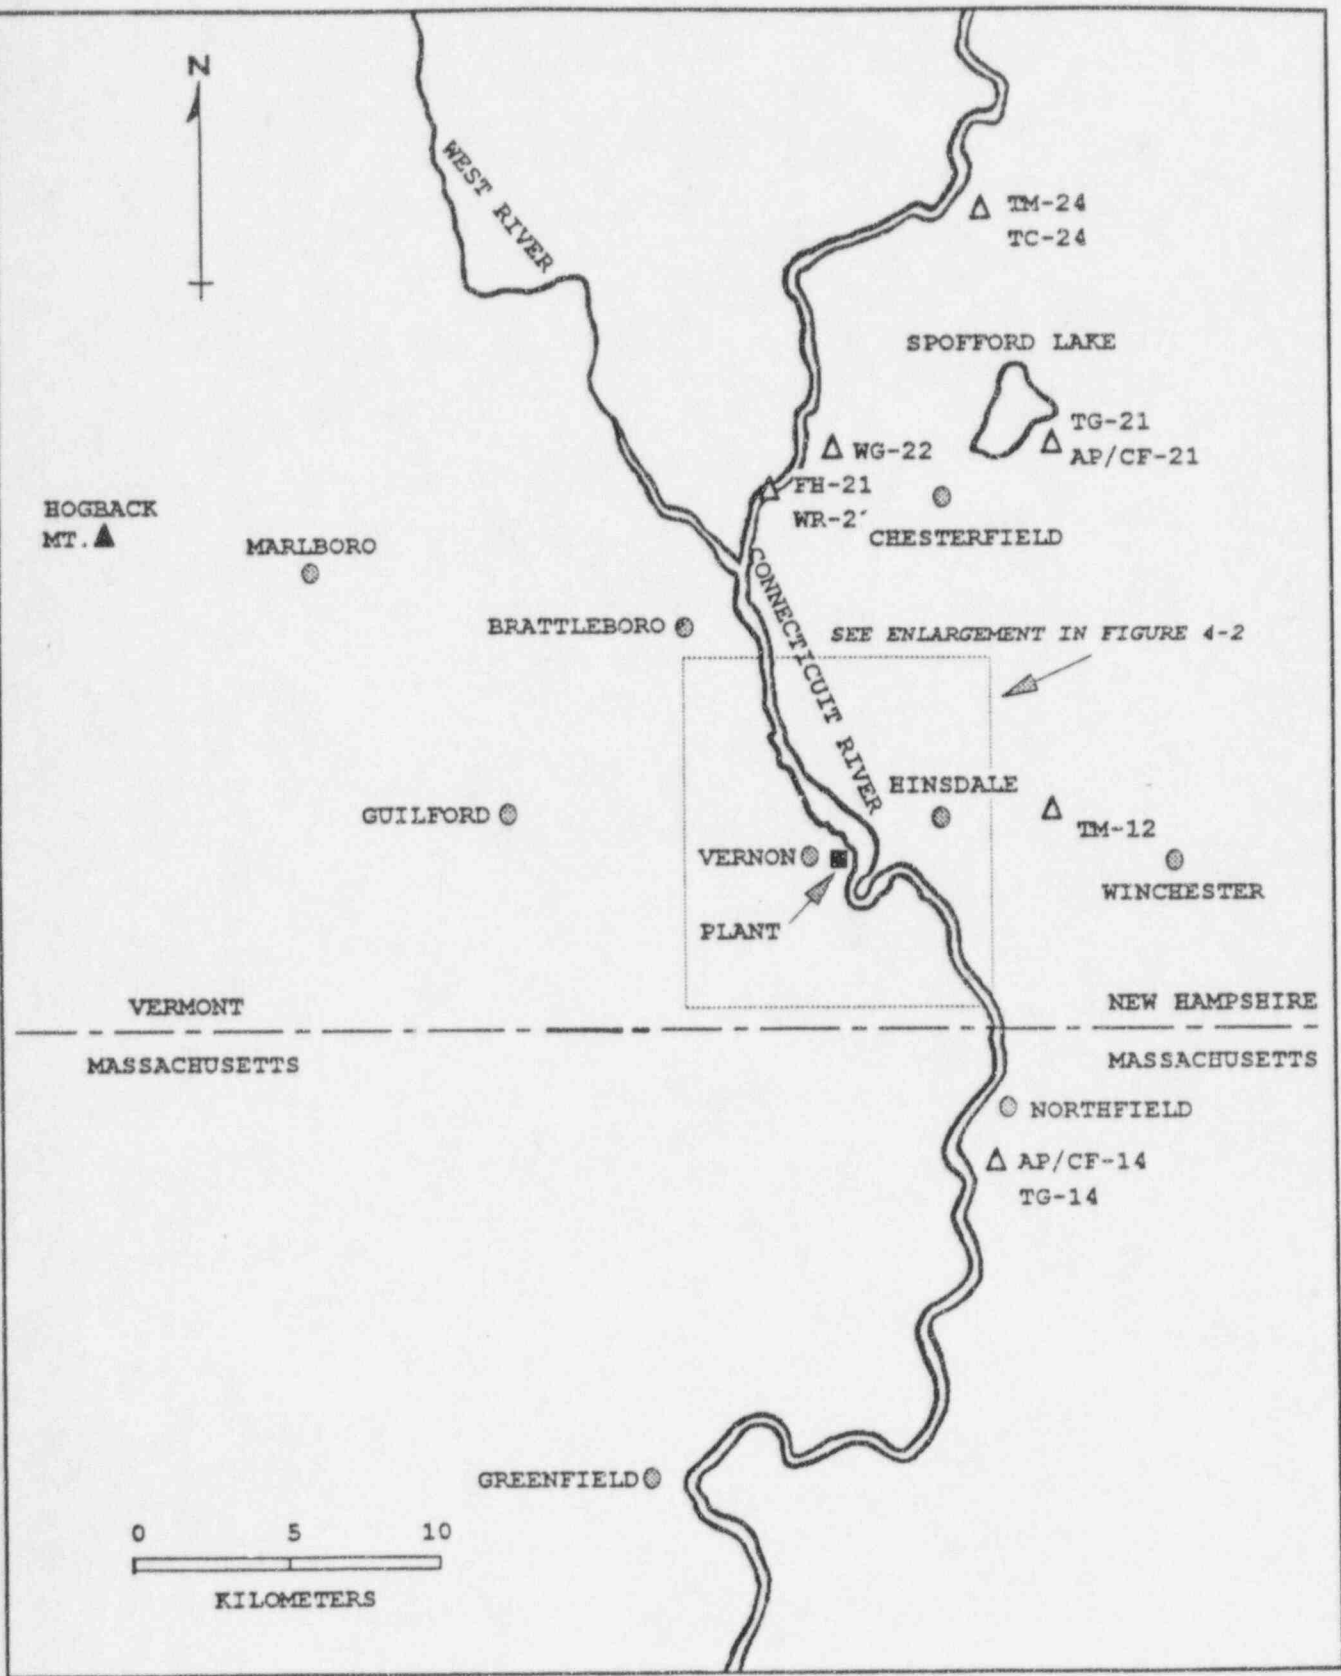 N
WEST RIVER
TM-24
TC-24
SPOFFORD LAKE
TG-21
AP/CF-21
WG-22
FH-21
CHESTERFIELD
HOGBACK
MT.
MARLBORO
BRATTLEBORO
CONNECTICUIT RIVER
SEE ENLARGEMENT IN FIGURE 4-2
GUILFORD
HINSDALE
TM-12
VERNON
WINCHESTER
PLANT
VERMONT
NEW HAMPSHIRE
MASSACHUSETTS
MASSACHUSETTS
NORTHFIELD
AP/CF-14
TG-14
GREENFIELD
0 5 10
KILOMETERS